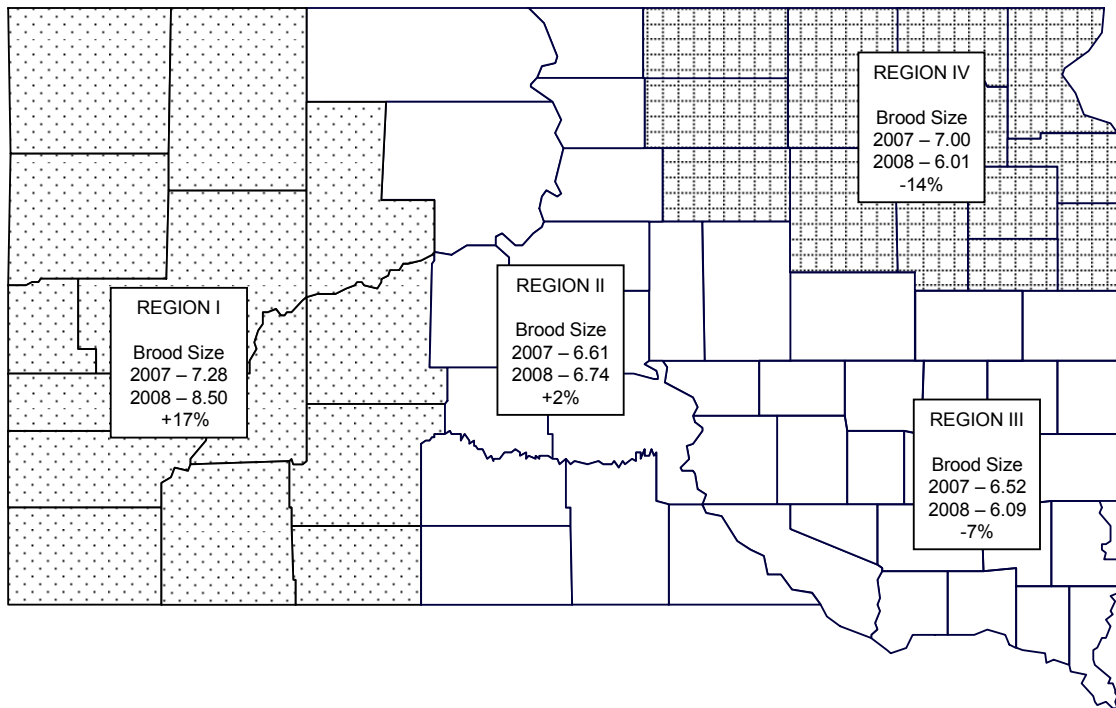 REGION IV
Brood Size
2007 – 7.00
2008 – 6.01
-14%
REGION I
Brood Size
2007 – 7.28
2008 – 8.50
+17%
REGION II
Brood Size
2007 – 6.61
2008 – 6.74
+2%
REGION III
Brood Size
2007 – 6.52
2008 – 6.09
-7%